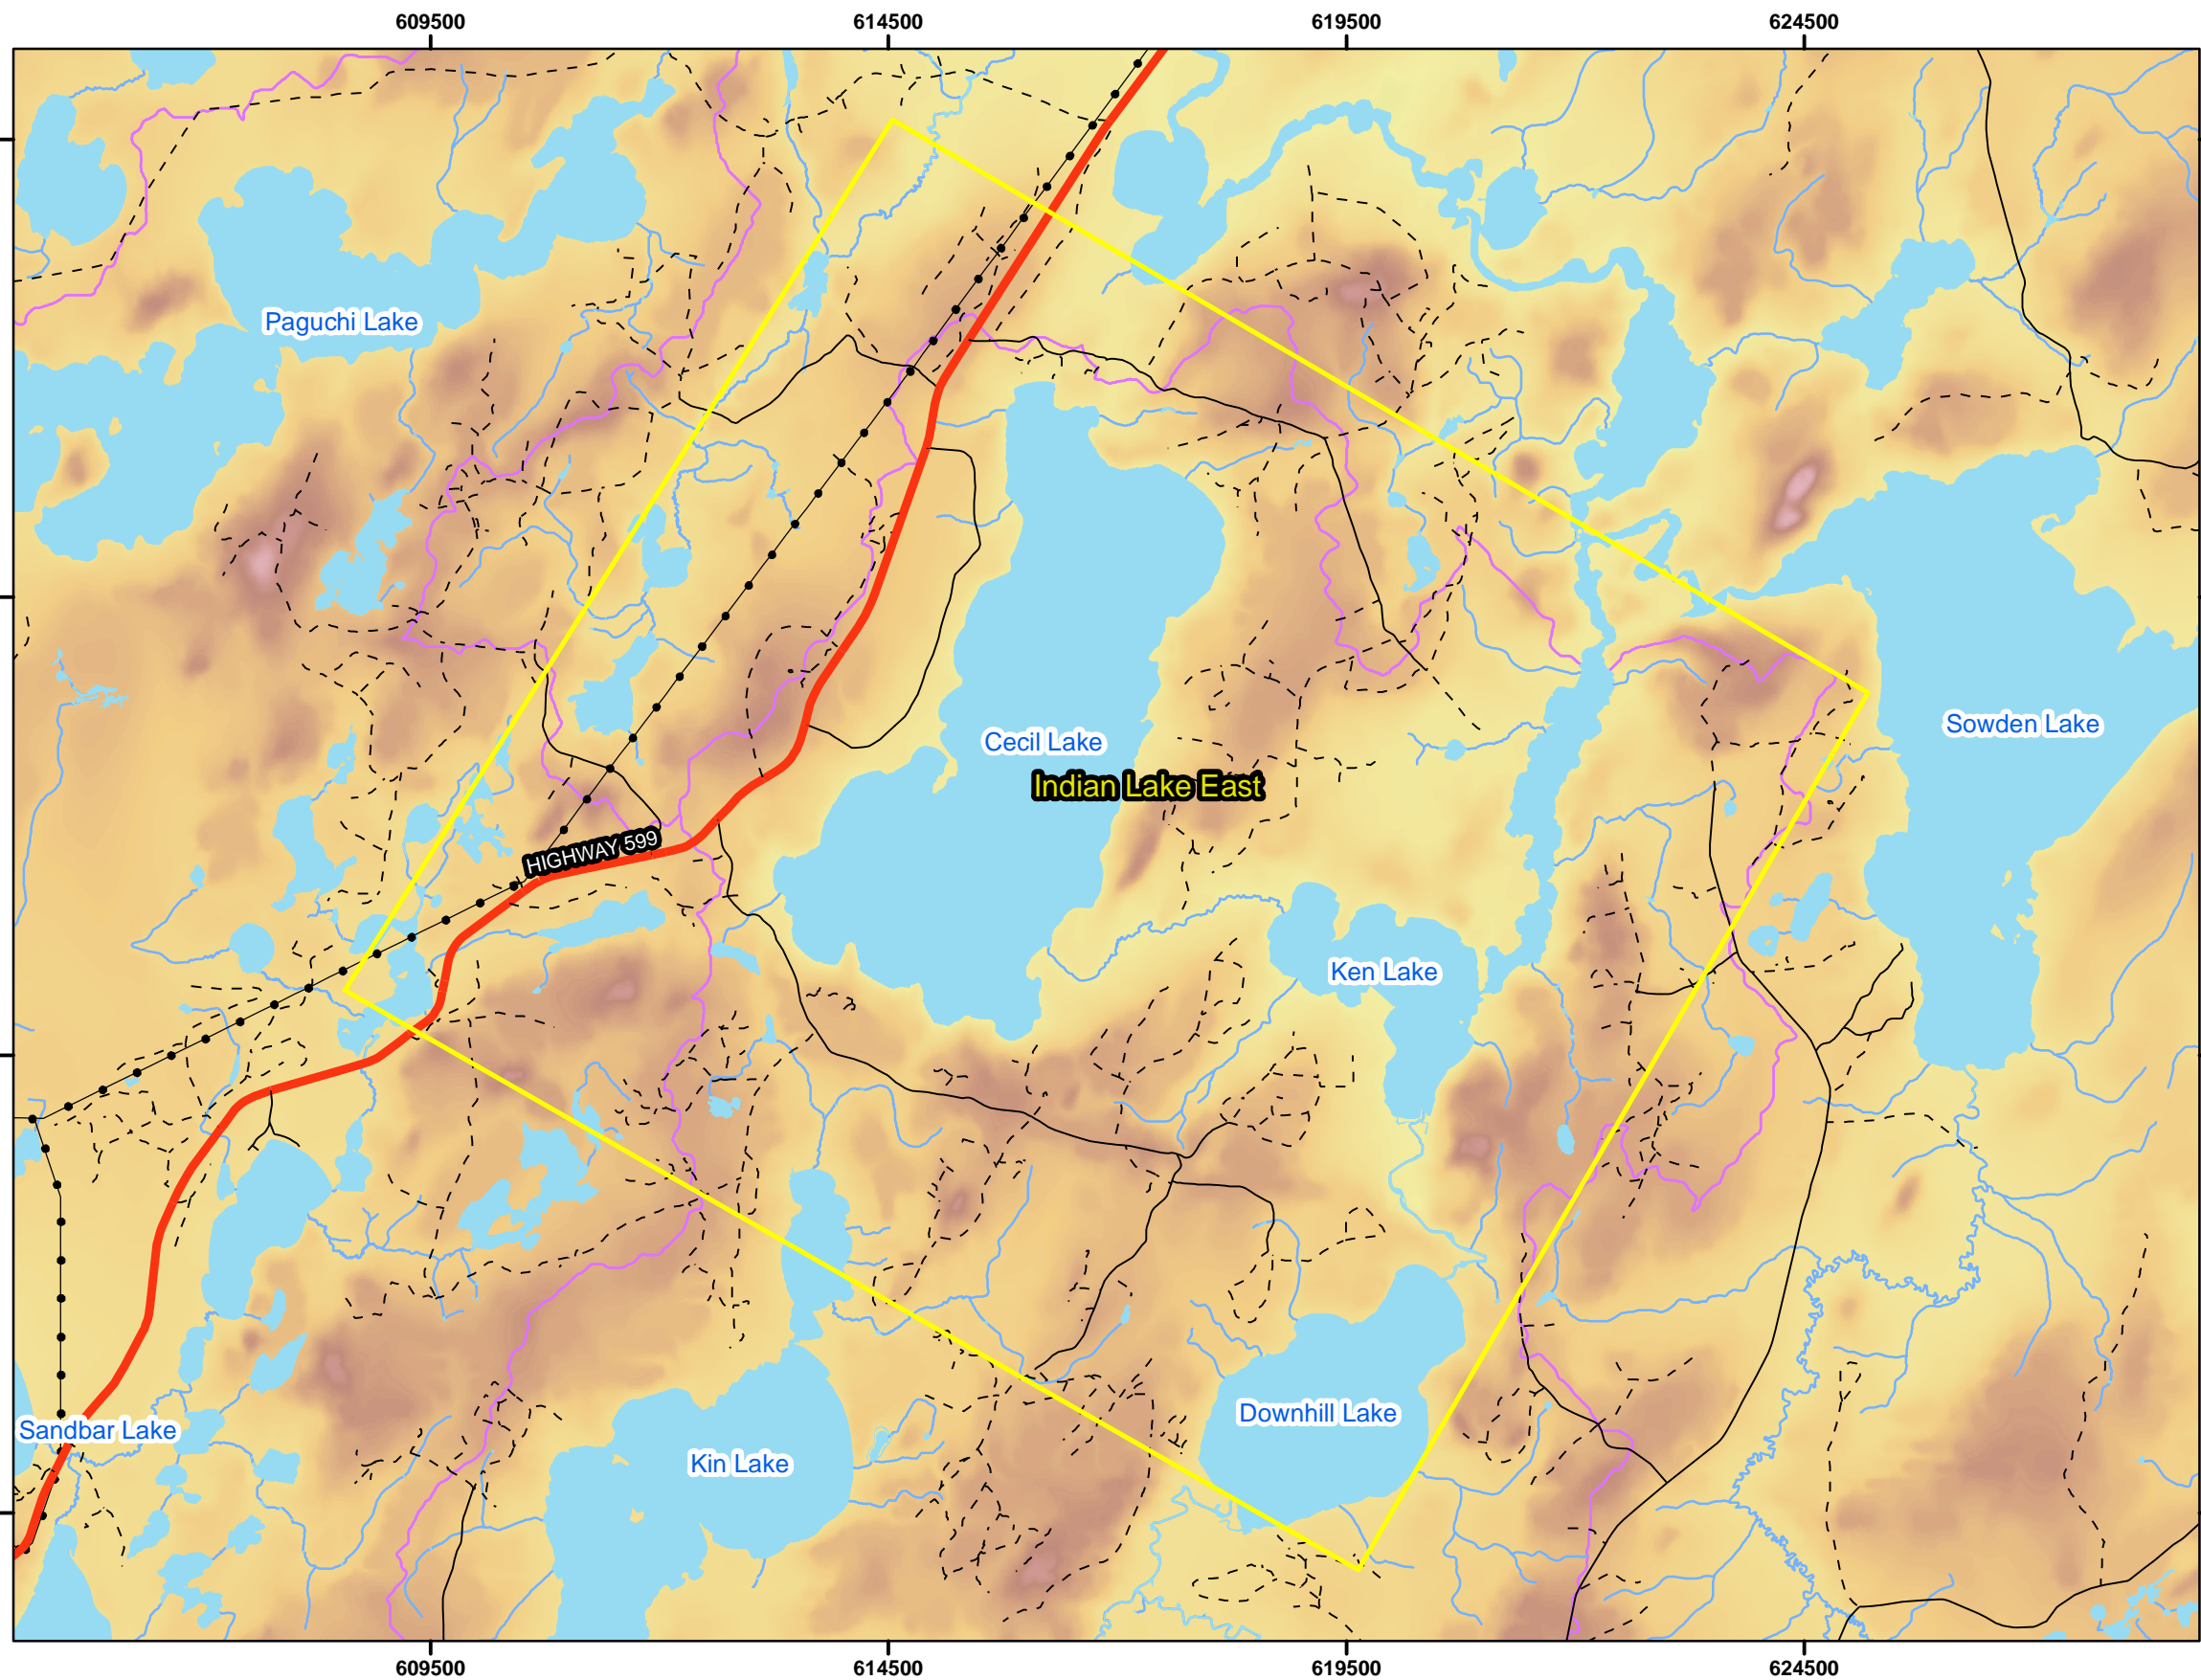 609500 614500 619500 624500
Paguchi Lake
Sowden Lake
Cecil Lake
Indian Lake East
HIGHWAY 599
Ken Lake
Downhill Lake
Sandbar Lake
Kin Lake
609500 614500 619500 624500